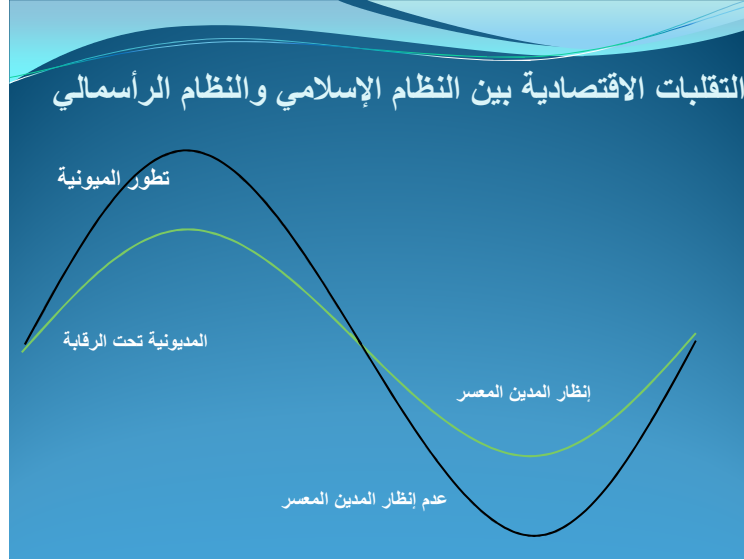 التقلبات الاقتصادية بين النظام الإسلامي والنظام الرأسمالي
تطور الميونية
المديونية تحت الرقابة
إنظار المدين المعسر
عدم إنظار المدين المعسر